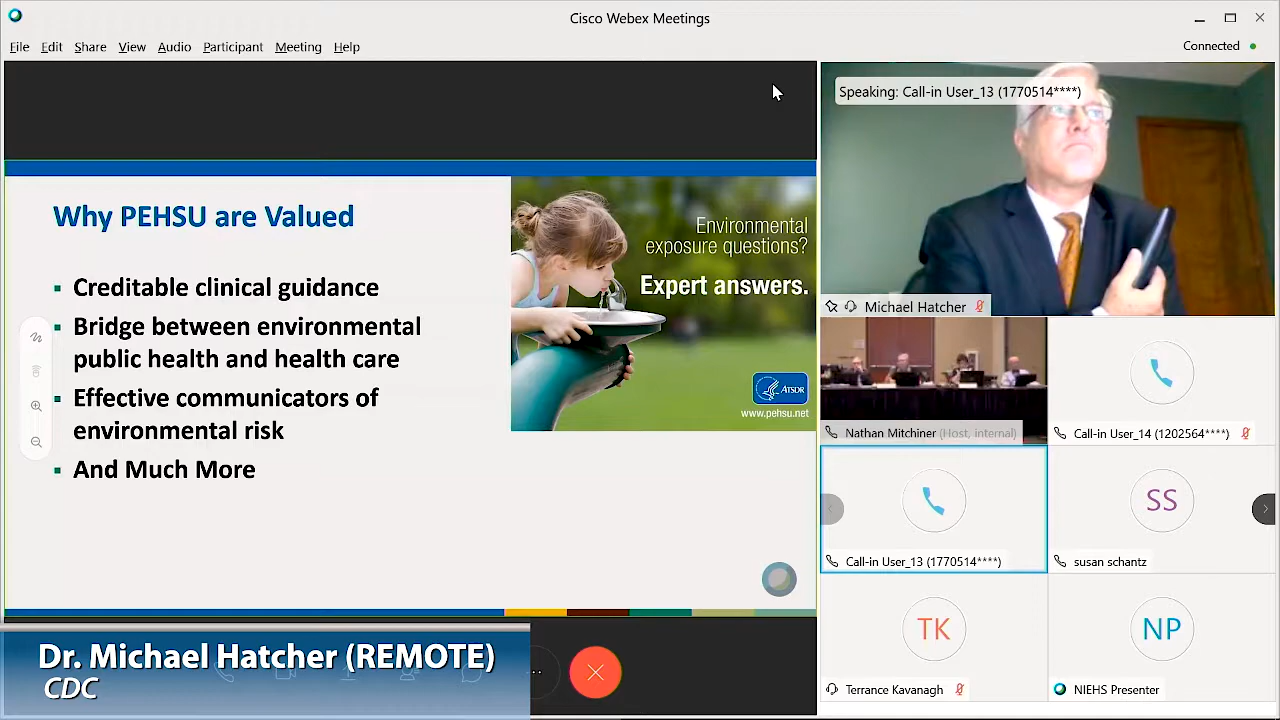 Cisco Webex Meetings
File Edit Share View Audio Participant Meeting Help
Connected
Why PEHSU are Valued
Creditable clinical guidance
Bridge between environmental
public health and health care
Effective communicators of
environmental risk
And Much More
Environmental
exposure questions?
Expert answers.
ATSDR
www.pehsu.net
Speaking: Call-in User_13 (1770514****)
Michael Hatcher
Nathan Mitchiner (Host, internal)
Call-in User_14 (1202564****)
Call-in User_13 (1770514****)
SS
susan schantz
TK
Terrance Kavanagh
NP
NIEHS Presenter
Dr. Michael Hatcher (REMOTE)
CDC